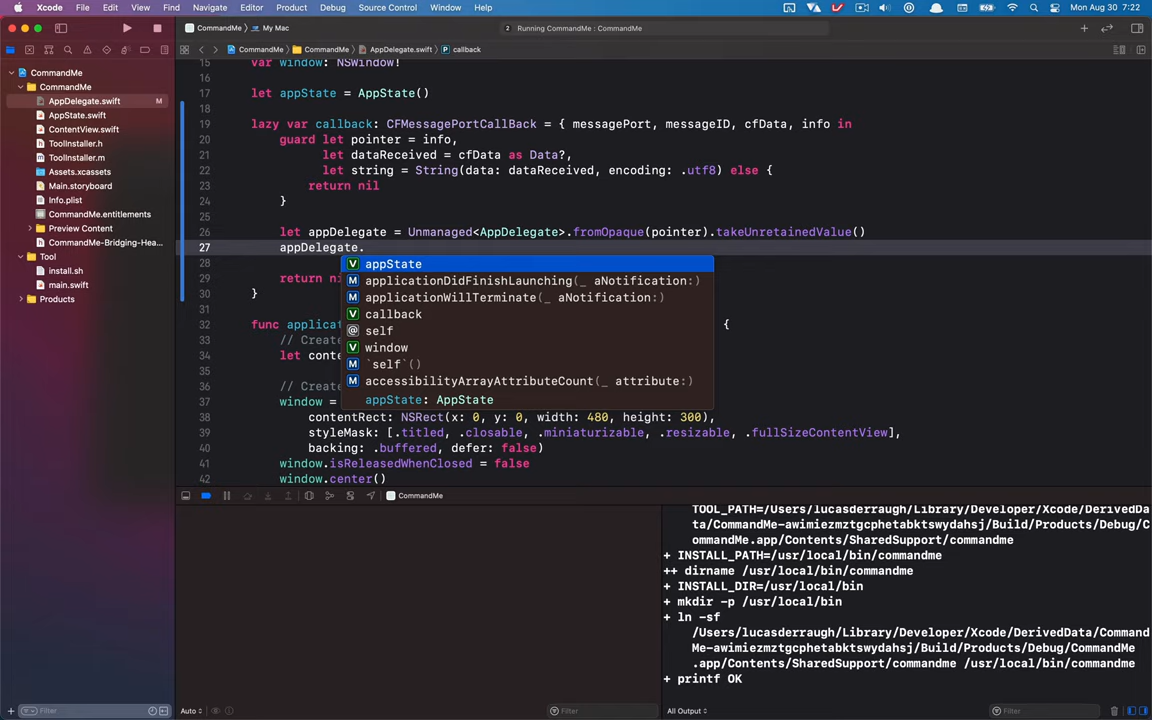 Xcode File Edit View Find Navigate Editor Product Debug Source Control Window Help Mon Aug 30 7:22
CommandMe My Mac 2 Running CommandMe : CommandMe
CommandMe CommandMe AppDelegate.swift P callback
CommandMe
CommandMe
AppDelegate.swift M
AppState.swift
ContentView.swift
ToolInstaller.h
ToolInstaller.m
Assets.xcassets
Main.storyboard
Info.plist
CommandMe.entitlements
Preview Content
CommandMe-Bridging-Hea...
Tool
install.sh
main.swift
Products
Filter
15 var window: NSWindow!
16
17 let appState = AppState()
18
19 lazy var callback: CFMessagePortCallBack = { messagePort, messageID, cfData, info in
20 guard let pointer = info,
21 let dataReceived = cfData as Data?,
22 let string = String(data: dataReceived, encoding: .utf8) else {
23 return nil
24 }
25
26 let appDelegate = Unmanaged<AppDelegate>.fromOpaque(pointer).takeUnretainedValue()
27 appDelegate.
28
29 return ni
30 }
31
32 func applicat {
33 // Create
34 let conte
35
36 // Create
37 window =
38 contentRect: NSRect(x: 0, y: 0, width: 480, height: 300),
39 styleMask: [.titled, .closable, .miniaturizable, .resizable, .fullSizeContentView],
40 backing: .buffered, defer: false)
41 window.isReleasedWhenClosed = false
42 window.center()
V appState
M applicationDidFinishLaunching(_ aNotification:)
M applicationWillTerminate(_ aNotification:)
V callback
@ self
V window
M `self`()
M accessibilityArrayAttributeCount(_ attribute:)
appState: AppState
CommandMe
TOOL_PATH=/Users/lucasderraugh/Library/Developer/Xcode/DerivedDa
ta/CommandMe-awimiezmztgcphetabktswydahsj/Build/Products/Debug/C
ommandMe.app/Contents/SharedSupport/commandme
+ INSTALL_PATH=/usr/local/bin/commandme
++ dirname /usr/local/bin/commandme
+ INSTALL_DIR=/usr/local/bin
+ mkdir -p /usr/local/bin
+ ln -sf
/Users/lucasderraugh/Library/Developer/Xcode/DerivedData/Command
Me-awimiezmztgcphetabktswydahsj/Build/Products/Debug/CommandMe
.app/Contents/SharedSupport/commandme /usr/local/bin/commandme
+ printf OK
Auto Filter All Output Filter